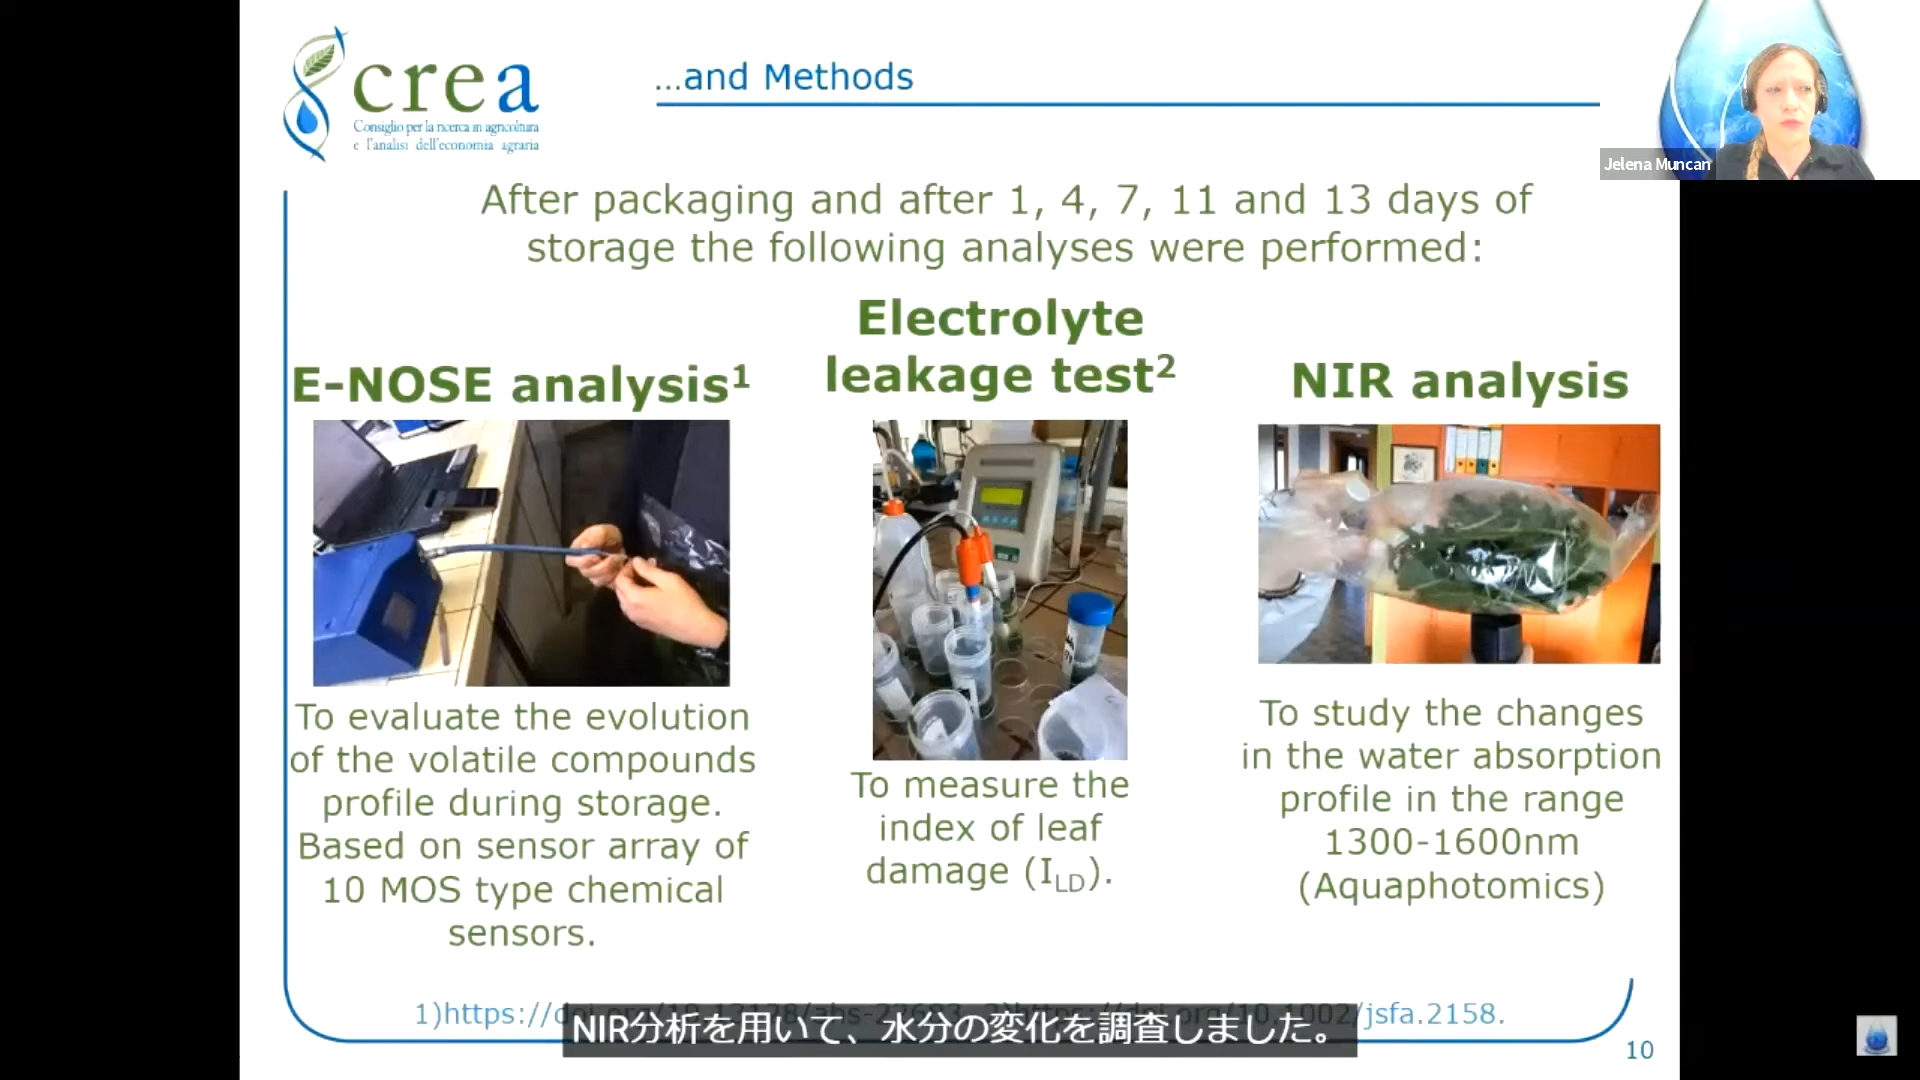 crea
Consiglio per la ricerca in agricoltura
e l'analisi dell'economia agraria
...and Methods
Jelena Muncan
After packaging and after 1, 4, 7, 11 and 13 days of
storage the following analyses were performed:
E-NOSE analysis¹
To evaluate the evolution
of the volatile compounds
profile during storage.
Based on sensor array of
10 MOS type chemical
sensors.
Electrolyte
leakage test²
To measure the
index of leaf
damage (I_LD).
NIR analysis
To study the changes
in the water absorption
profile in the range
1300-1600nm
(Aquaphotomics)
1)https://doi.org/ /jsfa.2158.
NIR分析を用いて、水分の変化を調査しました。
10